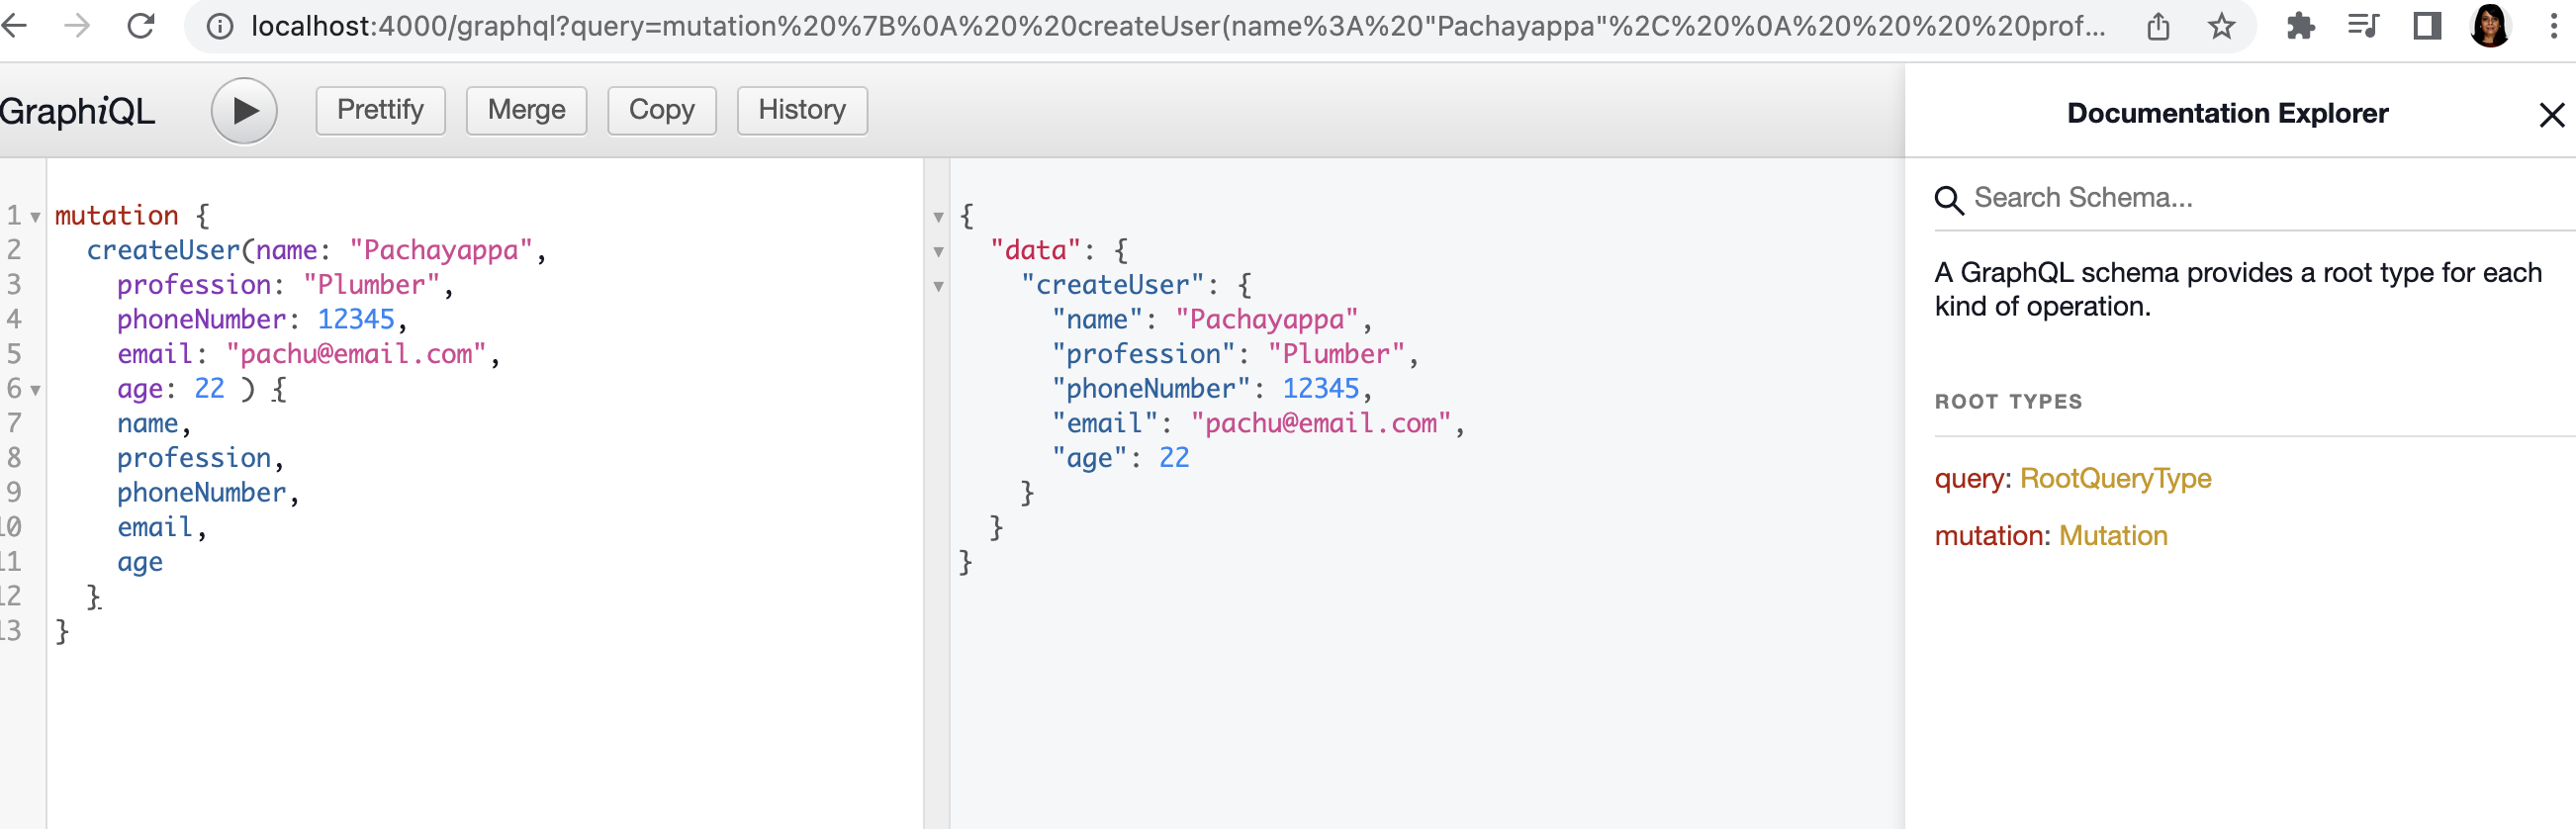 localhost:4000/graphql?query=mutation%20%7B%0A%20%20createUser(name%3A%20"Pachayappa"%2C%20%0A%20%20%20%20prof...
GraphiQL
Prettify
Merge
Copy
History
1 mutation {
2 createUser(name: "Pachayappa",
3 profession: "Plumber",
4 phoneNumber: 12345,
5 email: "pachu@email.com",
6 age: 22 ) {
7 name,
8 profession,
9 phoneNumber,
10 email,
11 age
12 }
13 }
{
"data": {
"createUser": {
"name": "Pachayappa",
"profession": "Plumber",
"phoneNumber": 12345,
"email": "pachu@email.com",
"age": 22
}
}
}
Documentation Explorer
Search Schema...
A GraphQL schema provides a root type for each
kind of operation.
ROOT TYPES
query: RootQueryType
mutation: Mutation